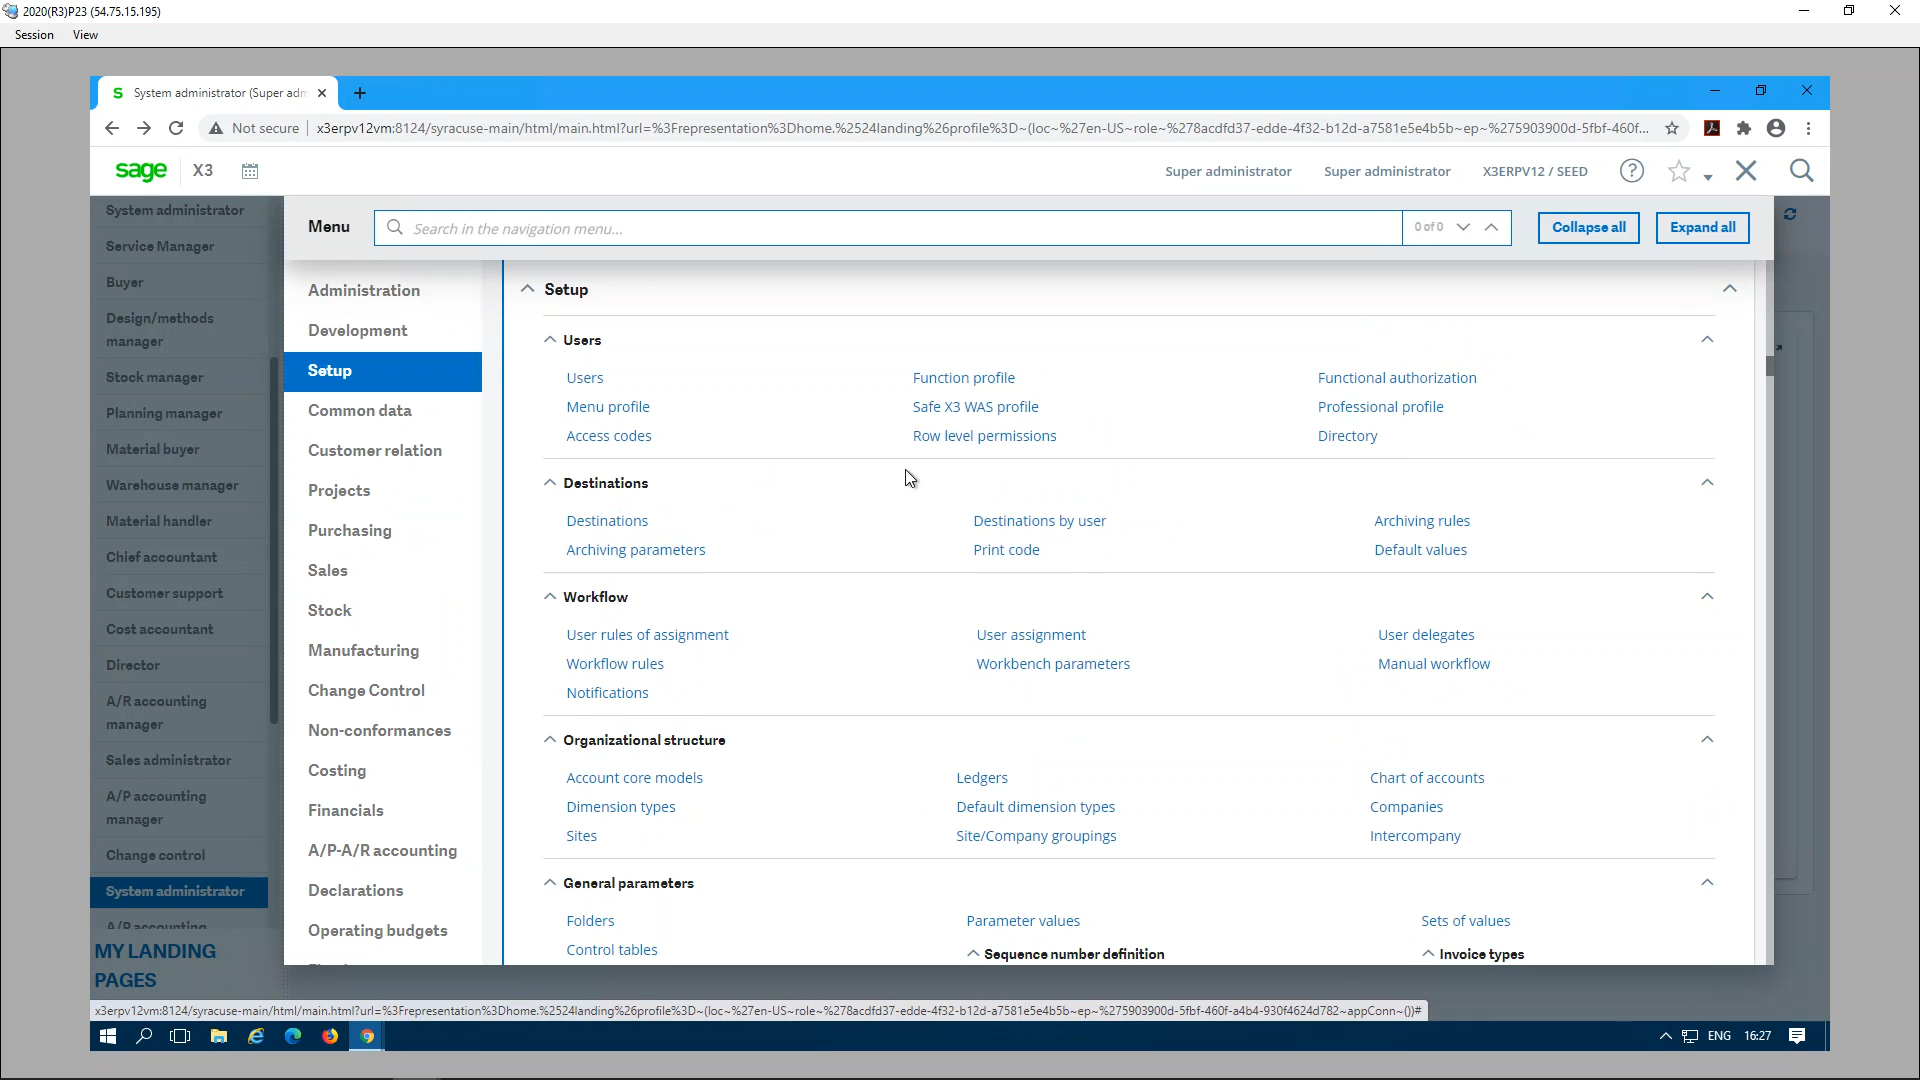 2020(R3)P23 (54.75.15.195)
Session View
System administrator (Super adm
Not secure x3erpv12vm:8124/syracuse-main/html/main.html?url=%3Frepresentation%3Dhome.%2524landing%26profile%3D~(loc~%27en-US~role~%278acdfd37-edde-4f32-b12d-a7581e5e4b5b~ep~%275903900d-5fbf-460f...
sage X3 Super administrator Super administrator X3ERPV12 / SEED
System administrator
Service Manager
Buyer
Design/methods
manager
Stock manager
Planning manager
Material buyer
Warehouse manager
Material handler
Chief accountant
Customer support
Cost accountant
Director
A/R accounting
manager
Sales administrator
A/P accounting
manager
Change control
System administrator
A/R accounting
MY LANDING
PAGES
Menu Search in the navigation menu... 0 of 0 Collapse all Expand all
Administration
Development
Setup
Common data
Customer relation
Projects
Purchasing
Sales
Stock
Manufacturing
Change Control
Non-conformances
Costing
Financials
A/P-A/R accounting
Declarations
Operating budgets
Setup
Users
Users Function profile Functional authorization
Menu profile Safe X3 WAS profile Professional profile
Access codes Row level permissions Directory
Destinations
Destinations Destinations by user Archiving rules
Archiving parameters Print code Default values
Workflow
User rules of assignment User assignment User delegates
Workflow rules Workbench parameters Manual workflow
Notifications
Organizational structure
Account core models Ledgers Chart of accounts
Dimension types Default dimension types Companies
Sites Site/Company groupings Intercompany
General parameters
Folders Parameter values Sets of values
Control tables Sequence number definition Invoice types
x3erpv12vm:8124/syracuse-main/html/main.html?url=%3Frepresentation%3Dhome.%2524landing%26profile%3D~(loc~%27en-US~role~%278acdfd37-edde-4f32-b12d-a7581e5e4b5b~ep~%275903900d-5fbf-460f-a4b4-930f4624d782~appConn~())#
ENG 16:27